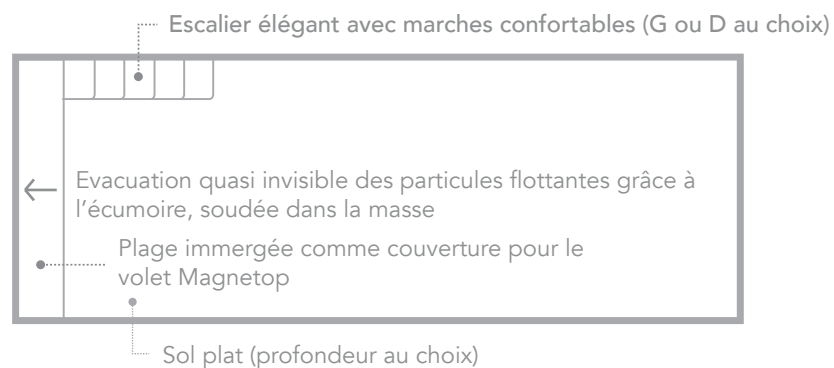 Escalier élégant avec marches confortables (G ou D au choix)
Evacuation quasi invisible des particules flottantes grâce à
l'écumoire, soudée dans la masse
Plage immergée comme couverture pour le
volet Magnetop
Sol plat (profondeur au choix)